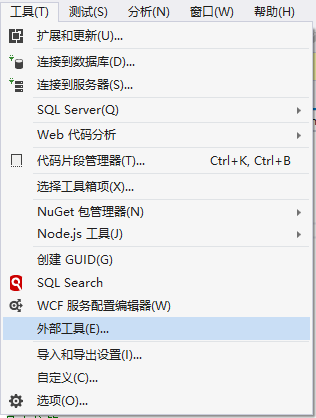 工具(T) 测试(S) 分析(N) 窗口(W) 帮助(H)
扩展和更新(U)...
连接到数据库(D)...
连接到服务器(S)...
SQL Server(Q)
Web 代码分析
代码片段管理器(T)... Ctrl+K, Ctrl+B
选择工具箱项(X)...
NuGet 包管理器(N)
Node.js 工具(J)
创建 GUID(G)
SQL Search
WCF 服务配置编辑器(W)
外部工具(E)...
导入和导出设置(I)...
自定义(C)...
选项(O)...